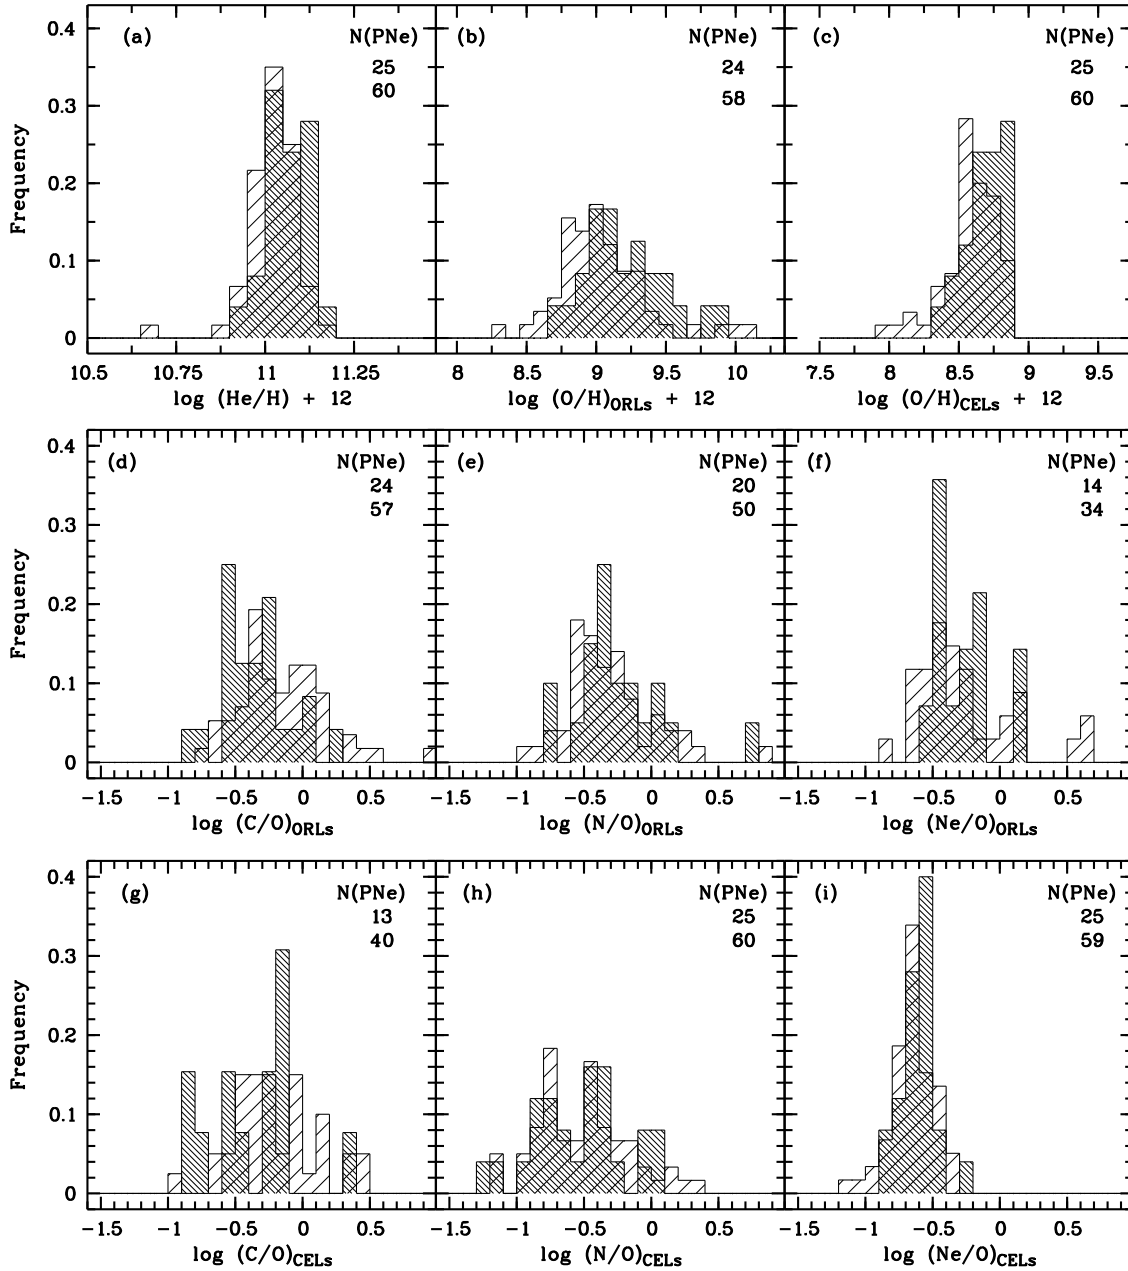 0.4
0.3
0.2
0.1
0
Frequency
(a) N(PNe)
25
60
(b) N(PNe)
24
58
(c) N(PNe)
25
60
10.5 10.75 11 11.25
8 8.5 9 9.5 10
7.5 8 8.5 9 9.5
log (He/H) + 12
log (O/H)ORLs + 12
log (O/H)CELs + 12
0.4
0.3
0.2
0.1
0
Frequency
(d) N(PNe)
24
57
(e) N(PNe)
20
50
(f) N(PNe)
14
34
−1.5 −1 −0.5 0 0.5
−1.5 −1 −0.5 0 0.5
−1.5 −1 −0.5 0 0.5
log (C/O)ORLs
log (N/O)ORLs
log (Ne/O)ORLs
0.4
0.3
0.2
0.1
0
Frequency
(g) N(PNe)
13
40
(h) N(PNe)
25
60
(i) N(PNe)
25
59
−1.5 −1 −0.5 0 0.5
−1.5 −1 −0.5 0 0.5
−1.5 −1 −0.5 0 0.5
log (C/O)CELs
log (N/O)CELs
log (Ne/O)CELs